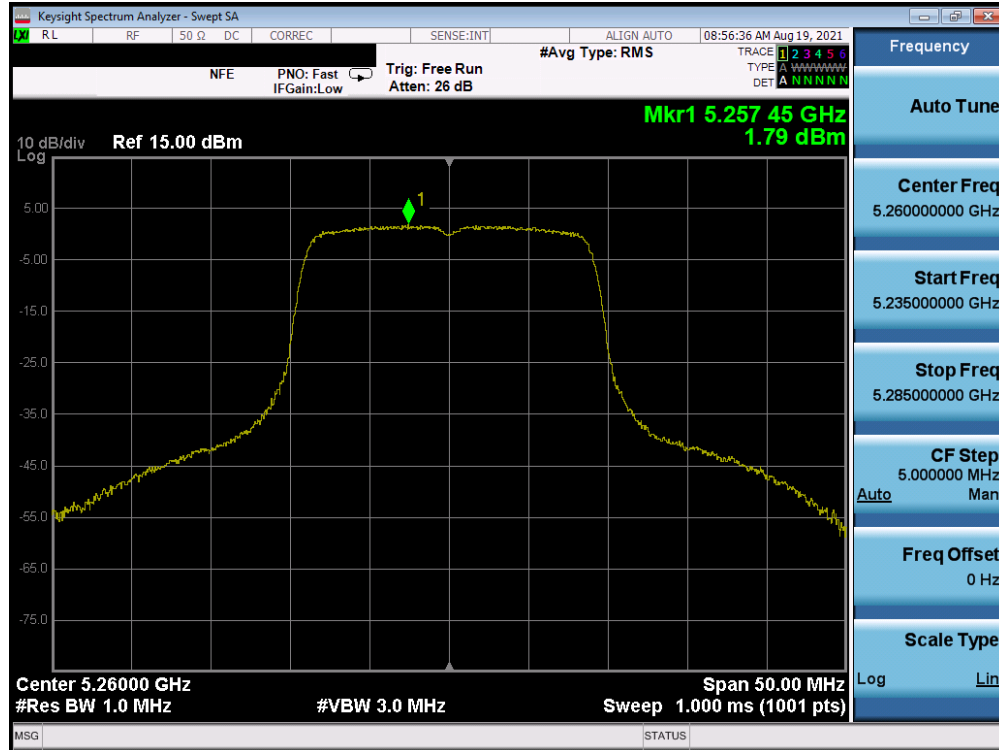 Keysight Spectrum Analyzer - Swept SA
LXI RL RF 50 Ω DC CORREC SENSE:INT ALIGN AUTO 08:56:36 AM Aug 19, 2021
NFE PNO: Fast IFGain:Low
Trig: Free Run
Atten: 26 dB
#Avg Type: RMS
TRACE 1 2 3 4 5 6
TYPE A WWWWW
DET A N N N N N
Mkr1 5.257 45 GHz
1.79 dBm
10 dB/div Ref 15.00 dBm
Log
1
5.00
-5.00
-15.0
-25.0
-35.0
-45.0
-55.0
-65.0
-75.0
Center 5.26000 GHz Span 50.00 MHz
#Res BW 1.0 MHz #VBW 3.0 MHz Sweep 1.000 ms (1001 pts)
MSG STATUS
Frequency
Auto Tune
Center Freq
5.260000000 GHz
Start Freq
5.235000000 GHz
Stop Freq
5.285000000 GHz
CF Step
5.000000 MHz
Auto Man
Freq Offset
0 Hz
Scale Type
Log Lin